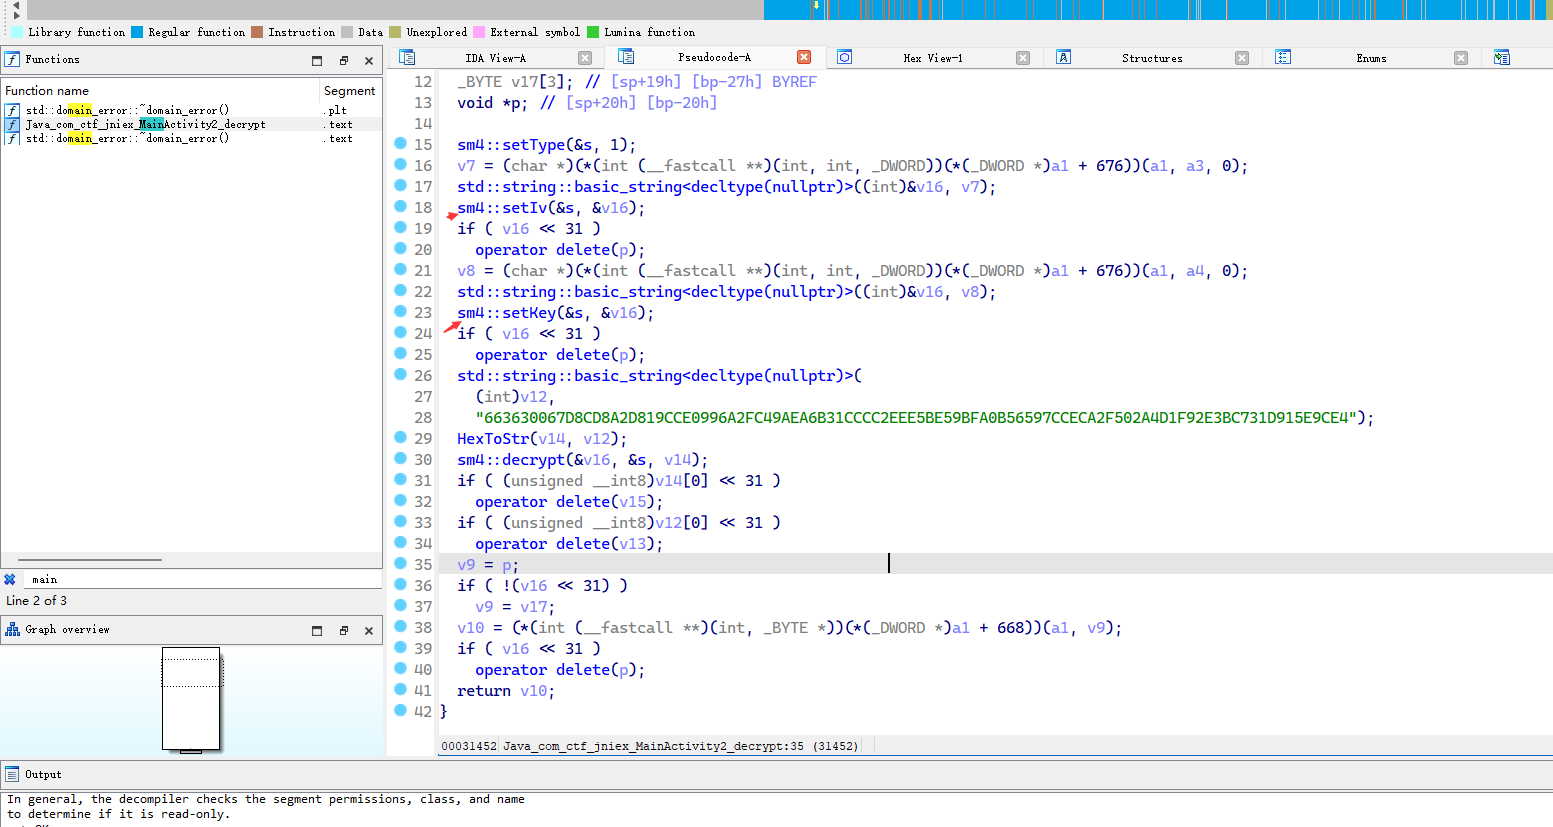 Library function Regular function Instruction Data Unexplored External symbol Lumina function
Functions
Function name Segment
std::domain_error::~domain_error() .plt
Java_com_ctf_jniex_MainActivity2_decrypt .text
std::domain_error::~domain_error() .text
main
Line 2 of 3
Graph overview
IDA View-A Pseudocode-A Hex View-1 Structures Enums
12 _BYTE v17[3]; // [sp+19h] [bp-27h] BYREF
13 void *p; // [sp+20h] [bp-20h]
14
15 sm4::setType(&s, 1);
16 v7 = (char *)(*(int (__fastcall **)(int, int, _DWORD))(*(_DWORD *)a1 + 676))(a1, a3, 0);
17 std::string::basic_string<decltype(nullptr)>((int)&v16, v7);
18 sm4::setIv(&s, &v16);
19 if ( v16 << 31 )
20 operator delete(p);
21 v8 = (char *)(*(int (__fastcall **)(int, int, _DWORD))(*(_DWORD *)a1 + 676))(a1, a4, 0);
22 std::string::basic_string<decltype(nullptr)>((int)&v16, v8);
23 sm4::setKey(&s, &v16);
24 if ( v16 << 31 )
25 operator delete(p);
26 std::string::basic_string<decltype(nullptr)>(
27 (int)v12,
28 "663630067D8CD8A2D819CCE0996A2FC49AEA6B31CCCC2EEE5BE59BFA0B56597CCECA2F502A4D1F92E3BC731D915E9CE4");
29 HexToStr(v14, v12);
30 sm4::decrypt(&v16, &s, v14);
31 if ( (unsigned __int8)v14[0] << 31 )
32 operator delete(v15);
33 if ( (unsigned __int8)v12[0] << 31 )
34 operator delete(v13);
35 v9 = p;
36 if ( !(v16 << 31) )
37 v9 = v17;
38 v10 = (*(int (__fastcall **)(int, _BYTE *))(*(_DWORD *)a1 + 668))(a1, v9);
39 if ( v16 << 31 )
40 operator delete(p);
41 return v10;
42 }
00031452 Java_com_ctf_jniex_MainActivity2_decrypt:35 (31452)
Output
In general, the decompiler checks the segment permissions, class, and name
to determine if it is read-only.